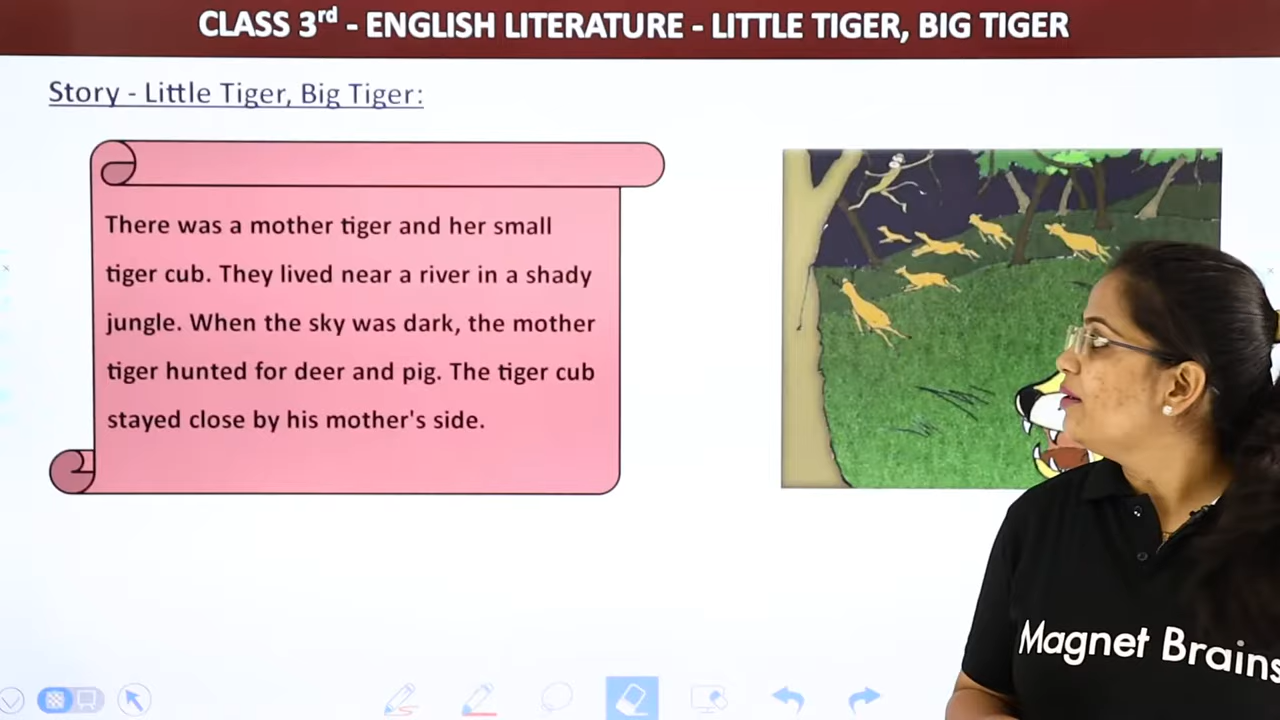 CLASS 3rd - ENGLISH LITERATURE - LITTLE TIGER, BIG TIGER
Story - Little Tiger, Big Tiger:
There was a mother tiger and her small
tiger cub. They lived near a river in a shady
jungle. When the sky was dark, the mother
tiger hunted for deer and pig. The tiger cub
stayed close by his mother's side.
Magnet Brains